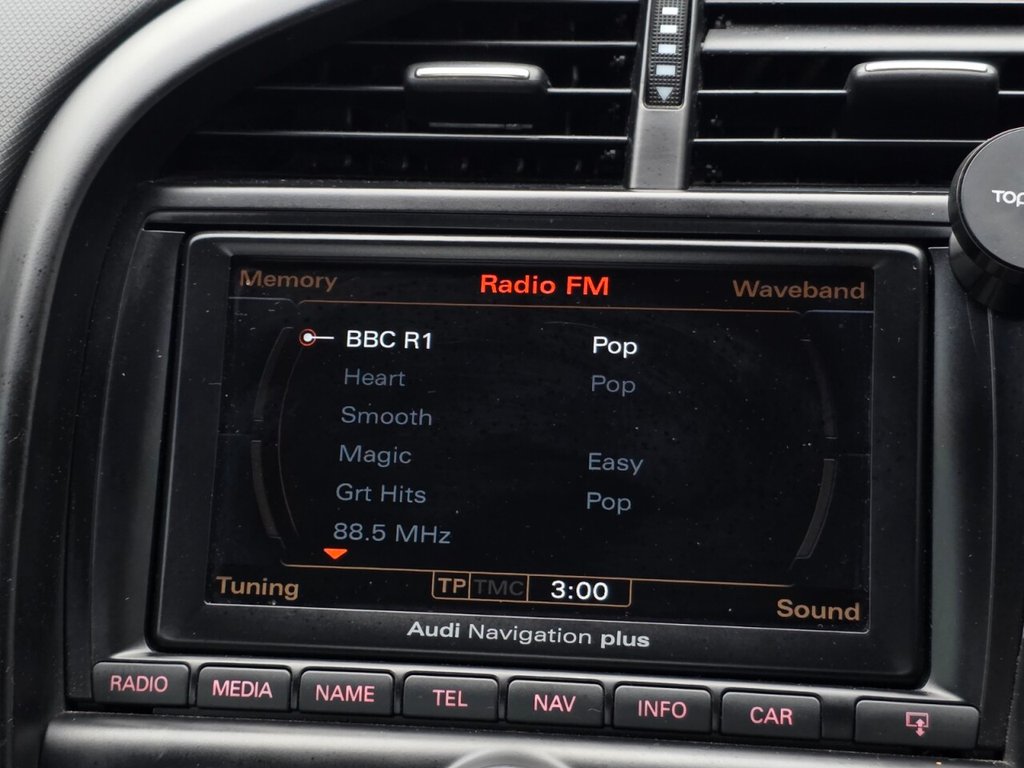 TOP
Memory Radio FM Waveband
BBC R1 Pop
Heart Pop
Smooth
Magic Easy
Grt Hits Pop
88.5 MHz
Tuning TP TMC 3:00 Sound
Audi Navigation plus
RADIO MEDIA NAME TEL NAV INFO CAR